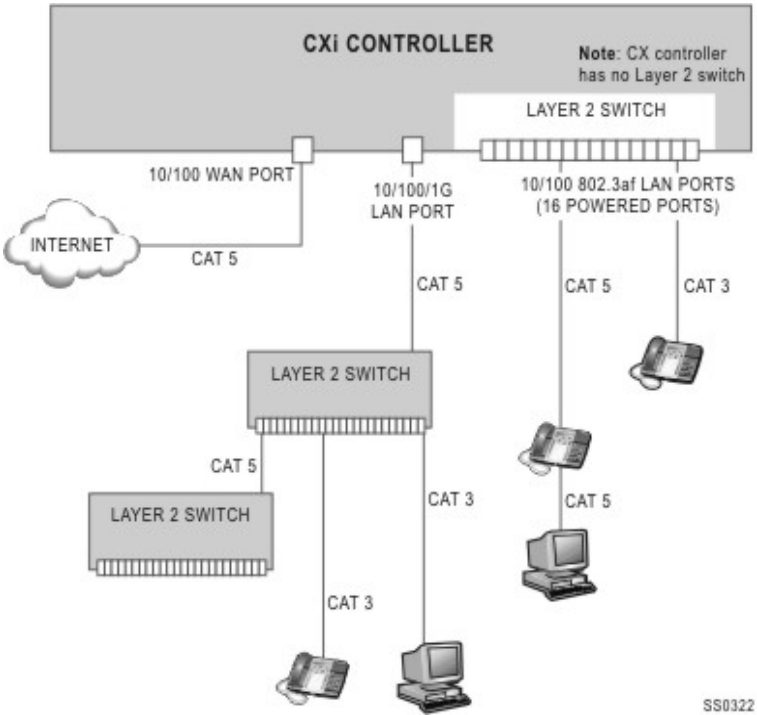 CXi CONTROLLER
Note: CX controller
has no Layer 2 switch
LAYER 2 SWITCH
10/100 WAN PORT
10/100/1G
LAN PORT
10/100 802.3af LAN PORTS
(16 POWERED PORTS)
INTERNET
CAT 5
CAT 5
CAT 5
CAT 3
LAYER 2 SWITCH
CAT 5
CAT 3
CAT 5
LAYER 2 SWITCH
CAT 3
SS0322